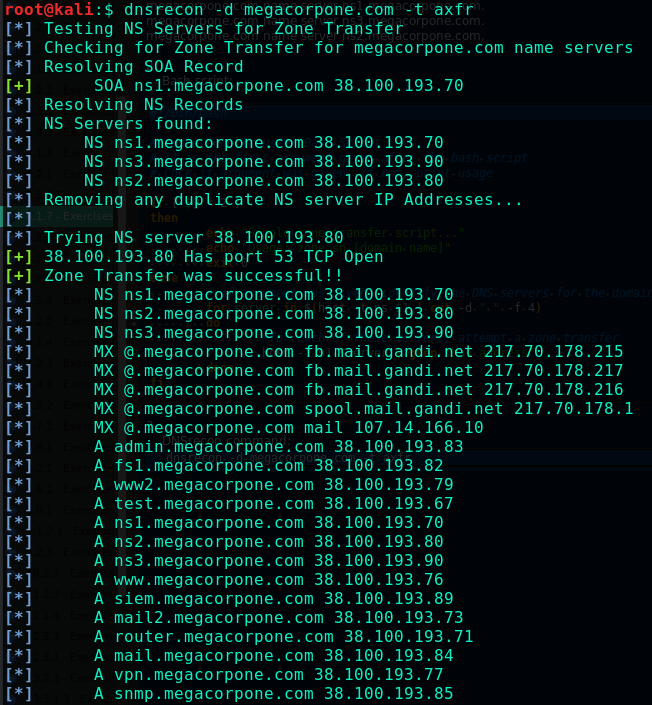 root@kali:$ dnsrecon -d megacorpone.com -t axfr
[*] Testing NS Servers for Zone Transfer
[*] Checking for Zone Transfer for megacorpone.com name servers
[*] Resolving SOA Record
[+] SOA ns1.megacorpone.com 38.100.193.70
[*] Resolving NS Records
[*] NS Servers found:
[*] NS ns1.megacorpone.com 38.100.193.70
[*] NS ns3.megacorpone.com 38.100.193.90
[*] NS ns2.megacorpone.com 38.100.193.80
[*] Removing any duplicate NS server IP Addresses...
[*]
[*] Trying NS server 38.100.193.80
[+] 38.100.193.80 Has port 53 TCP Open
[+] Zone Transfer was successful!!
[*] NS ns1.megacorpone.com 38.100.193.70
[*] NS ns2.megacorpone.com 38.100.193.80
[*] NS ns3.megacorpone.com 38.100.193.90
[*] MX @.megacorpone.com fb.mail.gandi.net 217.70.178.215
[*] MX @.megacorpone.com fb.mail.gandi.net 217.70.178.217
[*] MX @.megacorpone.com fb.mail.gandi.net 217.70.178.216
[*] MX @.megacorpone.com spool.mail.gandi.net 217.70.178.1
[*] MX @.megacorpone.com mail 107.14.166.10
[*] A admin.megacorpone.com 38.100.193.83
[*] A fs1.megacorpone.com 38.100.193.82
[*] A www2.megacorpone.com 38.100.193.79
[*] A test.megacorpone.com 38.100.193.67
[*] A ns1.megacorpone.com 38.100.193.70
[*] A ns2.megacorpone.com 38.100.193.80
[*] A ns3.megacorpone.com 38.100.193.90
[*] A www.megacorpone.com 38.100.193.76
[*] A siem.megacorpone.com 38.100.193.89
[*] A mail2.megacorpone.com 38.100.193.73
[*] A router.megacorpone.com 38.100.193.71
[*] A mail.megacorpone.com 38.100.193.84
[*] A vpn.megacorpone.com 38.100.193.77
[*] A snmp.megacorpone.com 38.100.193.85